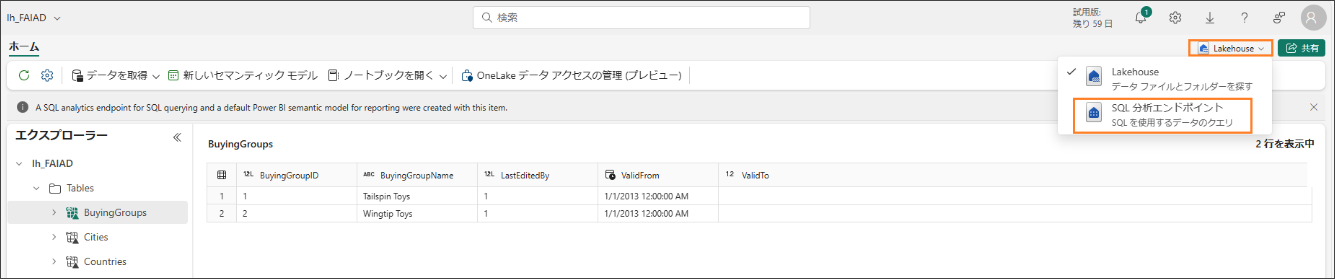 lh_FAIAD
検索
試用版:
残り 59 日
1
ホーム
Lakehouse
共有
データを取得
新しいセマンティック モデル
ノートブックを開く
OneLake データ アクセスの管理 (プレビュー)
Lakehouse
データ ファイルとフォルダーを探す
SQL 分析エンドポイント
SQL を使用するデータのクエリ
A SQL analytics endpoint for SQL querying and a default Power BI semantic model for reporting were created with this item.
エクスプローラー
lh_FAIAD
Tables
BuyingGroups
Cities
Countries
BuyingGroups
2 行を表示中
12L BuyingGroupID ABC BuyingGroupName 12L LastEditedBy ValidFrom 12 ValidTo
1 1 Tailspin Toys 1 1/1/2013 12:00:00 AM
2 2 Wingtip Toys 1 1/1/2013 12:00:00 AM